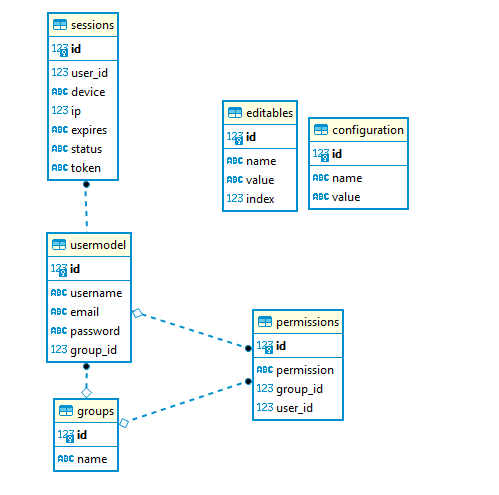 sessions
123 id
123 user_id
ABC device
123 ip
ABC expires
ABC status
ABC token
editables
123 id
ABC name
ABC value
123 index
configuration
123 id
ABC name
ABC value
usermodel
123 id
ABC username
ABC email
ABC password
123 group_id
permissions
123 id
ABC permission
123 group_id
123 user_id
groups
123 id
ABC name